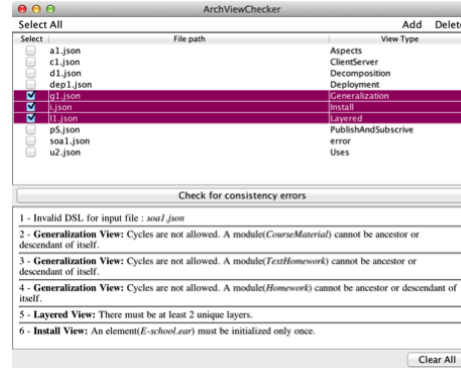 ArchViewChecker
Select All Add Delete
Select File path View Type
a1.json Aspects
c1.json ClientServer
d1.json Decomposition
dep1.json Deployment
g1.json Generalization
i.json Install
l1.json Layered
p5.json PublishAndSubscrive
soa1.json error
u2.json Uses
Check for consistency errors
1 - Invalid DSL for input file : soa1.json
2 - Generalization View: Cycles are not allowed. A module(CourseMaterial) cannot be ancestor or
descendant of itself.
3 - Generalization View: Cycles are not allowed. A module(TextHomework) cannot be ancestor or
descendant of itself.
4 - Generalization View: Cycles are not allowed. A module(Homework) cannot be ancestor or descendant of
itself.
5 - Layered View: There must be at least 2 unique layers.
6 - Install View: An element(E-school.ear) must be initialized only once.
Clear All